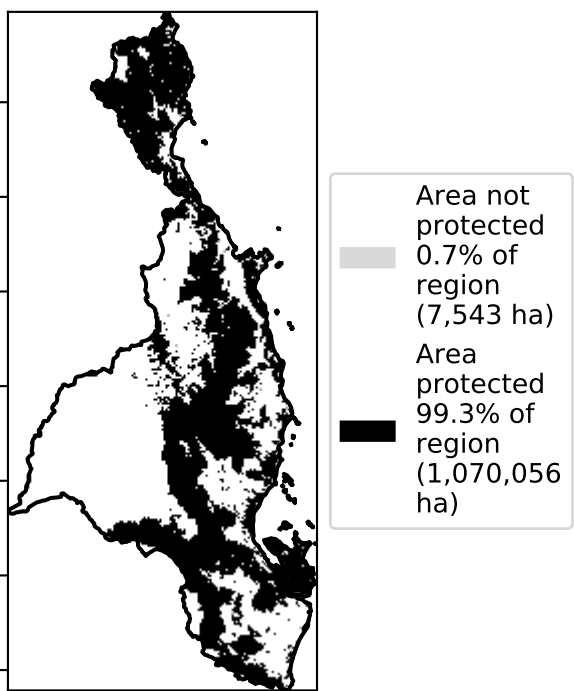 Area not
protected
0.7% of
region
(7,543 ha)
Area
protected
99.3% of
region
(1,070,056
ha)